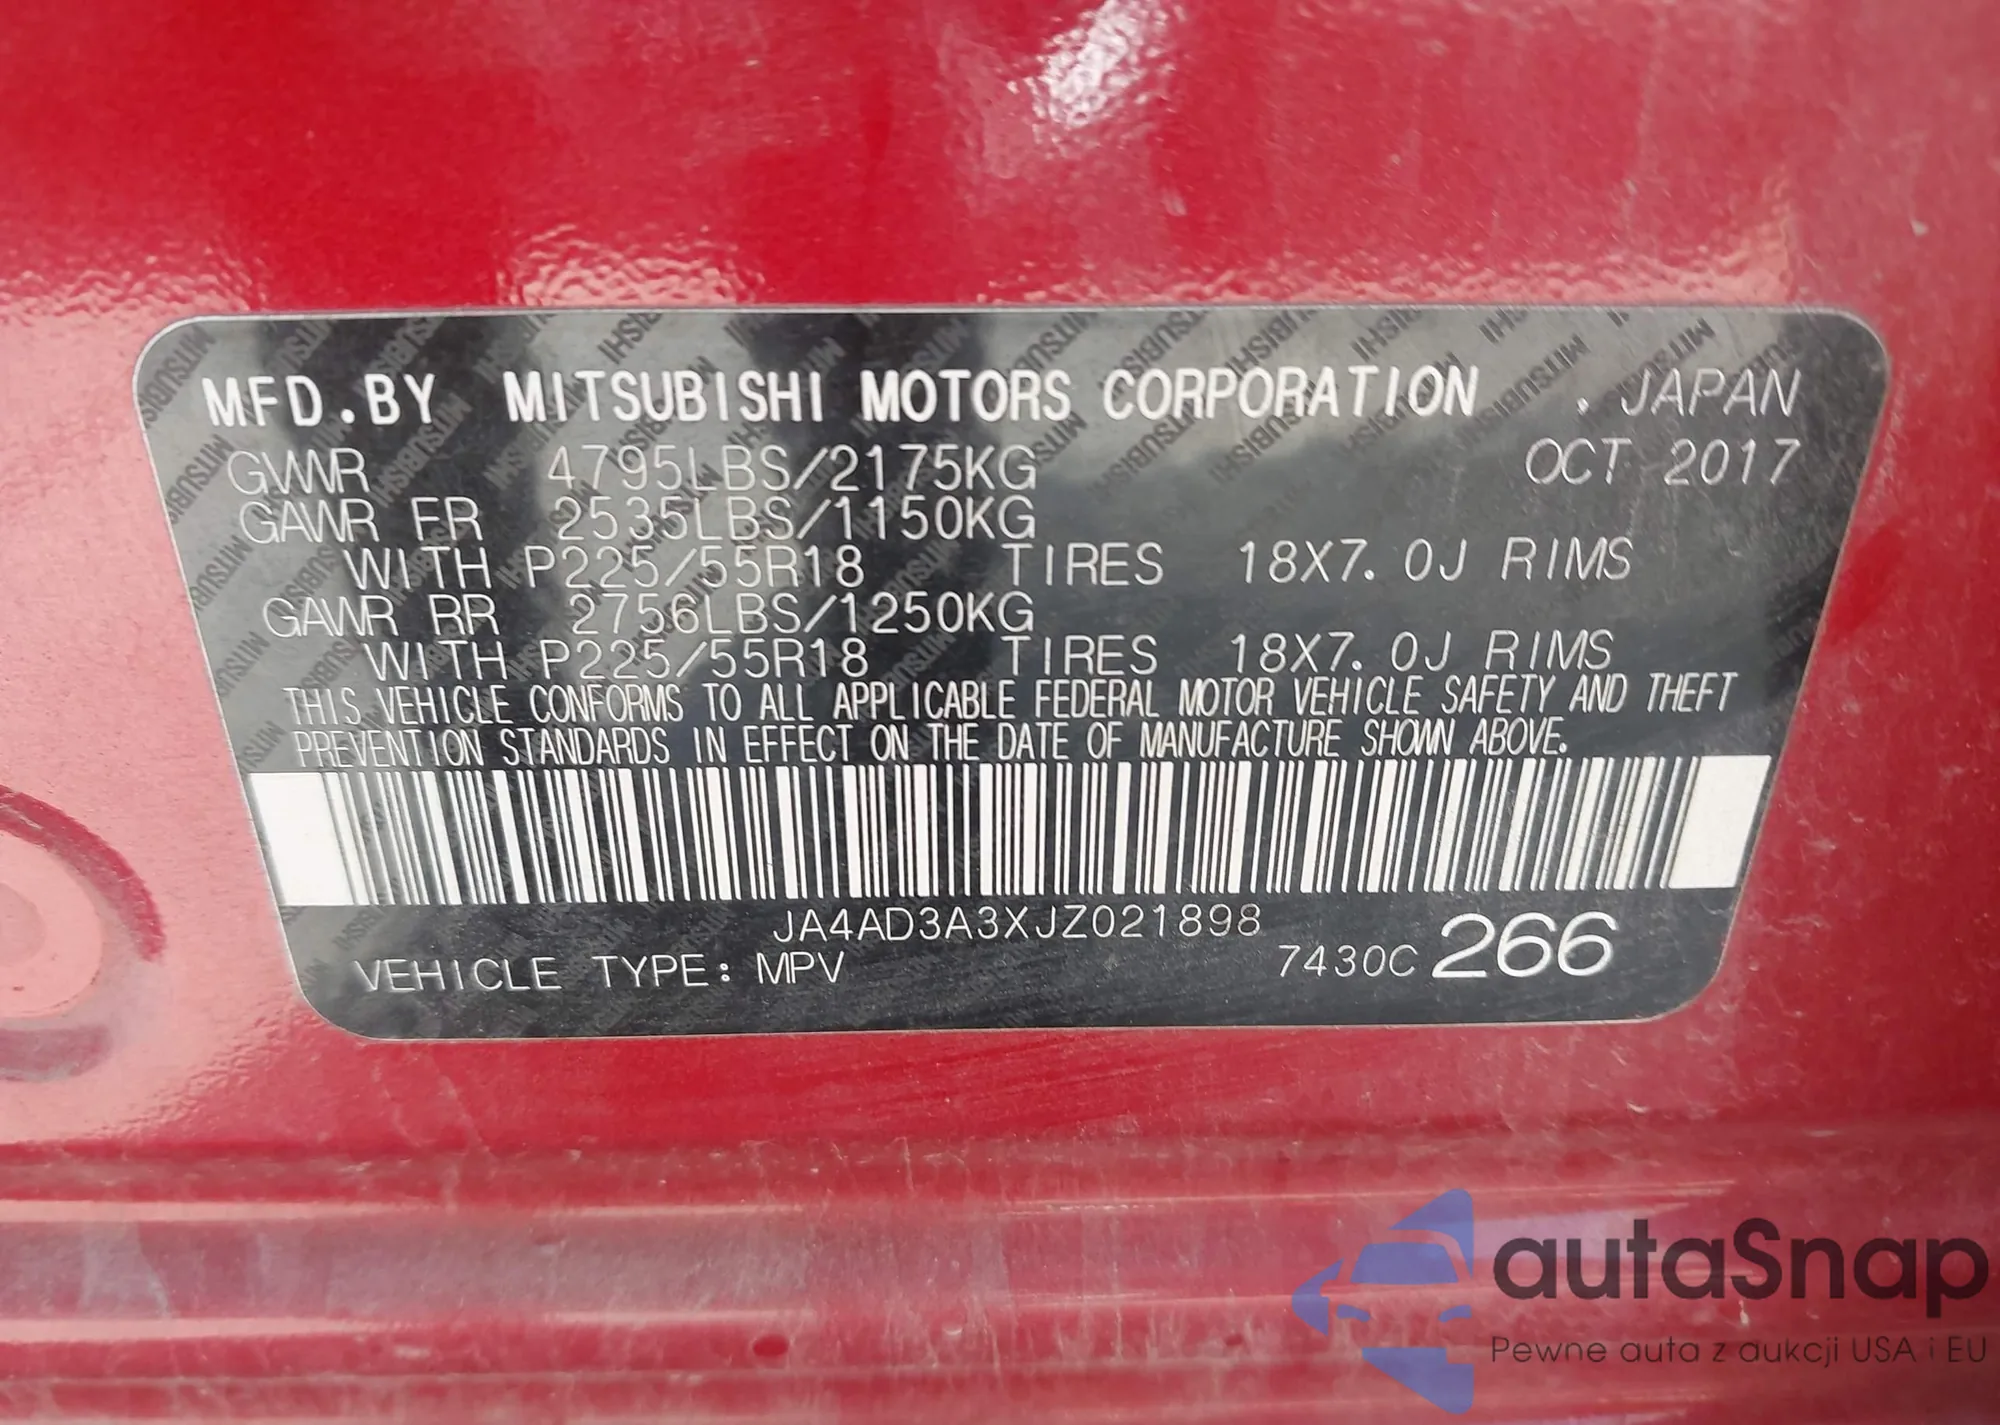 MFD.BY MITSUBISHI MOTORS CORPORATION . JAPAN
GVWR 4795LBS/2175KG OCT 2017
GAWR FR 2535LBS/1150KG
WITH P225/55R18 TIRES 18X7.0J RIMS
GAWR RR 2756LBS/1250KG
WITH P225/55R18 TIRES 18X7.0J RIMS
THIS VEHICLE CONFORMS TO ALL APPLICABLE FEDERAL MOTOR VEHICLE SAFETY AND THEFT
PREVENTION STANDARDS IN EFFECT ON THE DATE OF MANUFACTURE SHOWN ABOVE.
JA4AD3A3XJZ021898
VEHICLE TYPE: MPV 7430C 266
autaSnap
Pewne auta z aukcji USA i EU